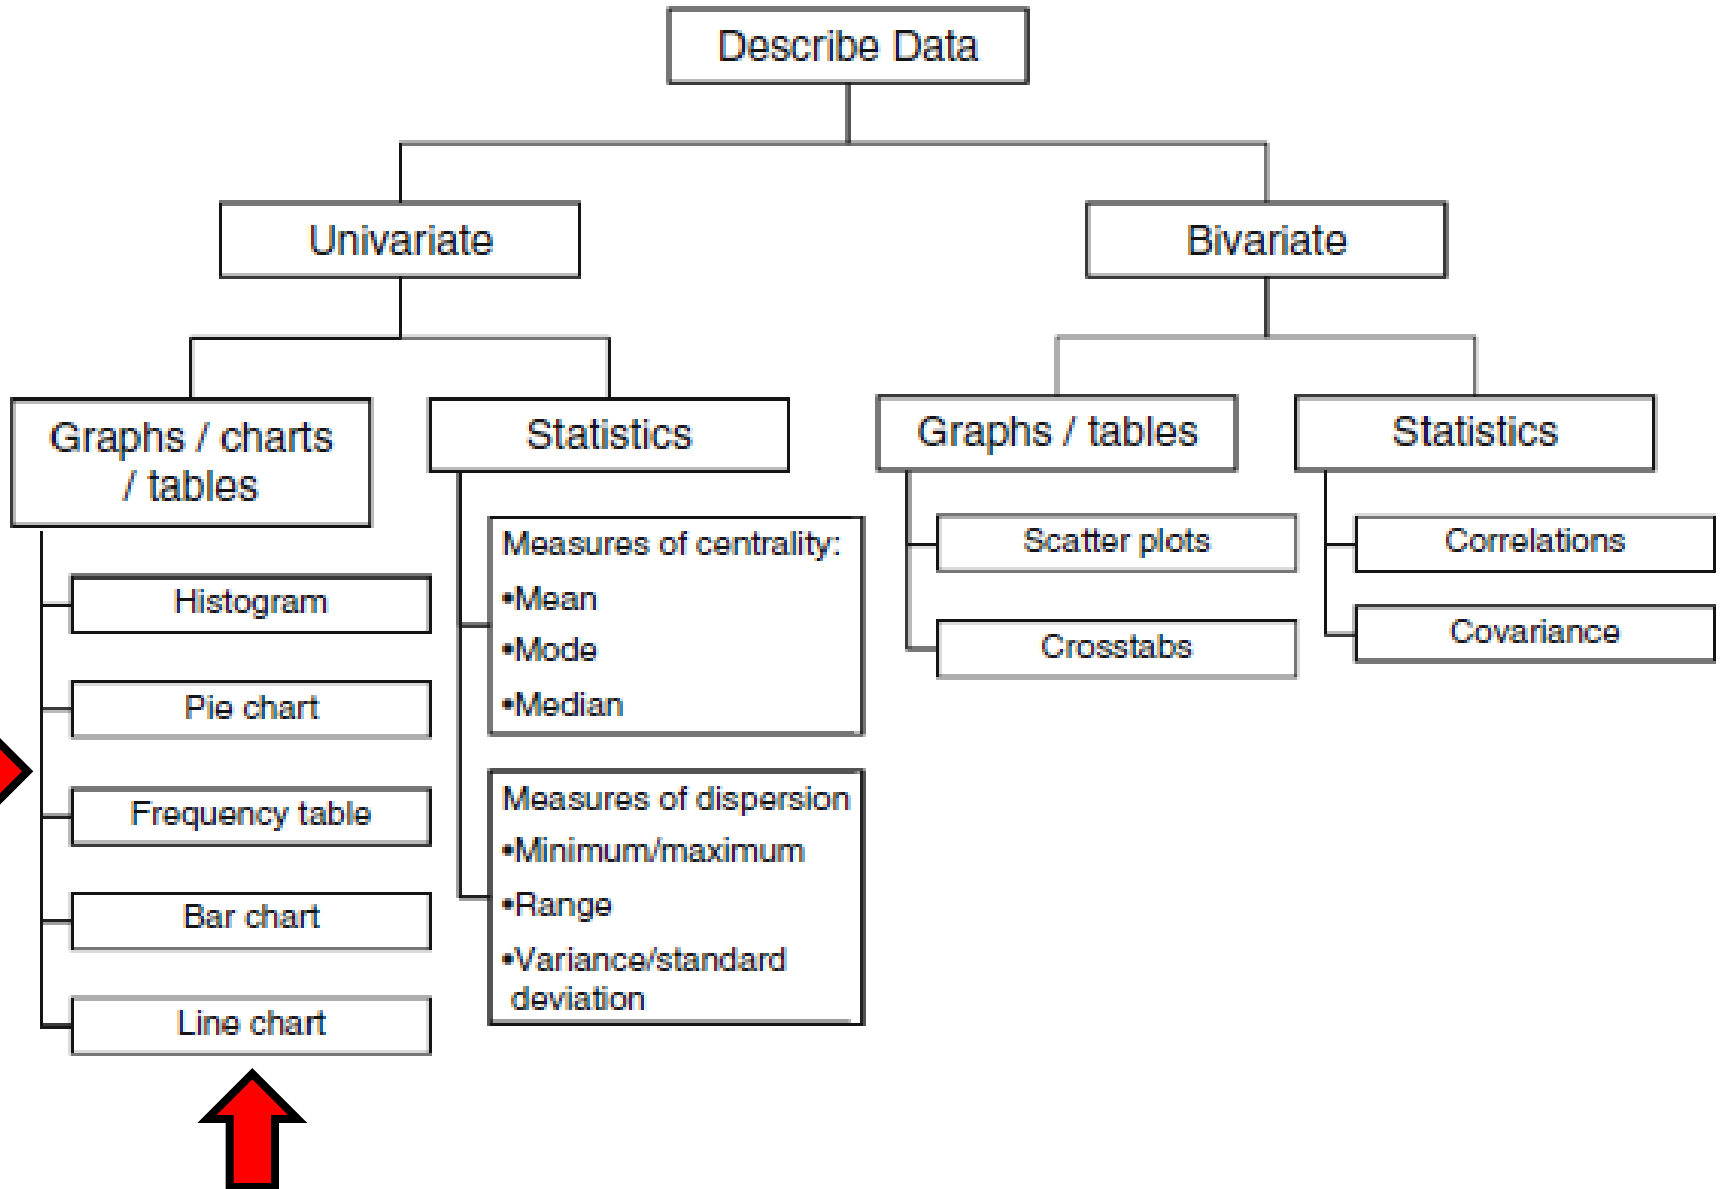 Describe Data
Univariate
Bivariate
Graphs / charts
/ tables
Statistics
Graphs / tables
Statistics
Histogram
Pie chart
Frequency table
Bar chart
Line chart
Measures of centrality:
•Mean
•Mode
•Median
Measures of dispersion
•Minimum/maximum
•Range
•Variance/standard
deviation
Scatter plots
Crosstabs
Correlations
Covariance